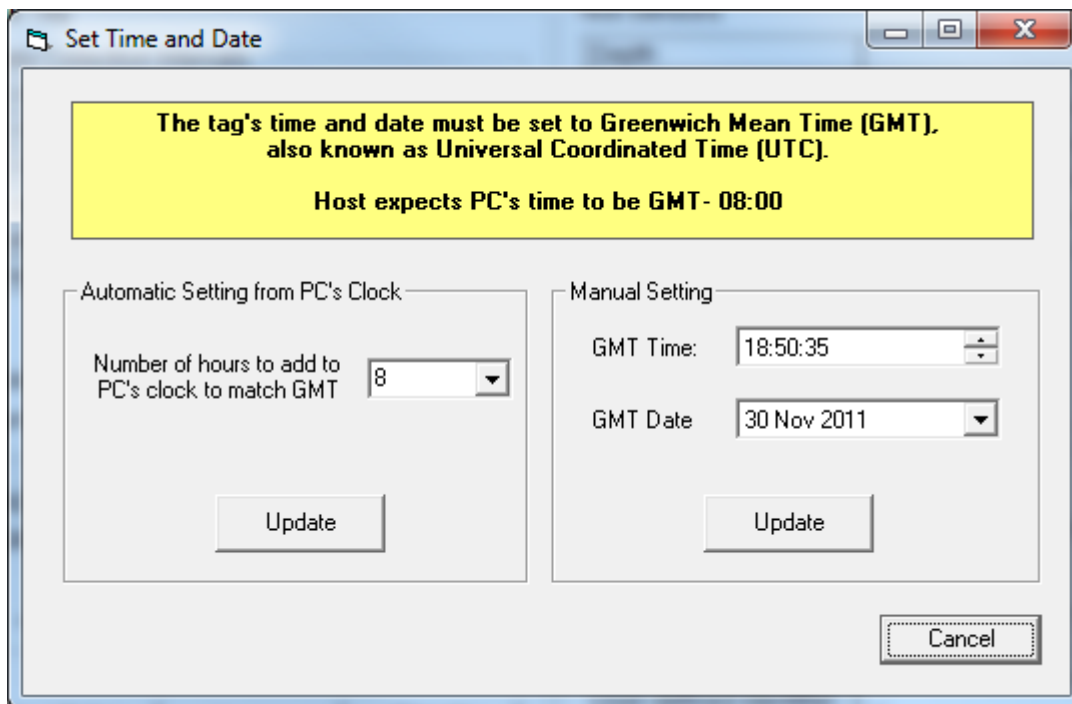 Set Time and Date
The tag's time and date must be set to Greenwich Mean Time (GMT),
also known as Universal Coordinated Time (UTC).
Host expects PC's time to be GMT- 08:00
Automatic Setting from PC's Clock
Number of hours to add to
PC's clock to match GMT
8
Update
Manual Setting
GMT Time:
18:50:35
GMT Date
30 Nov 2011
Update
Cancel